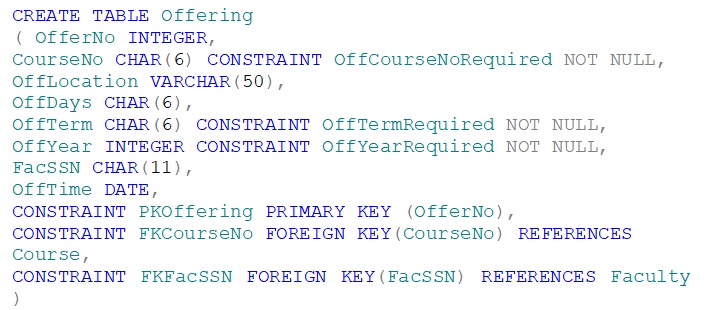 CREATE TABLE Offering
( OfferNo INTEGER,
CourseNo CHAR(6) CONSTRAINT OffCourseNoRequired NOT NULL,
OffLocation VARCHAR(50),
OffDays CHAR(6),
OffTerm CHAR(6) CONSTRAINT OffTermRequired NOT NULL,
OffYear INTEGER CONSTRAINT OffYearRequired NOT NULL,
FacSSN CHAR(11),
OffTime DATE,
CONSTRAINT PKOffering PRIMARY KEY (OfferNo),
CONSTRAINT FKCourseNo FOREIGN KEY(CourseNo) REFERENCES
Course,
CONSTRAINT FKFacSSN FOREIGN KEY(FacSSN) REFERENCES Faculty
)